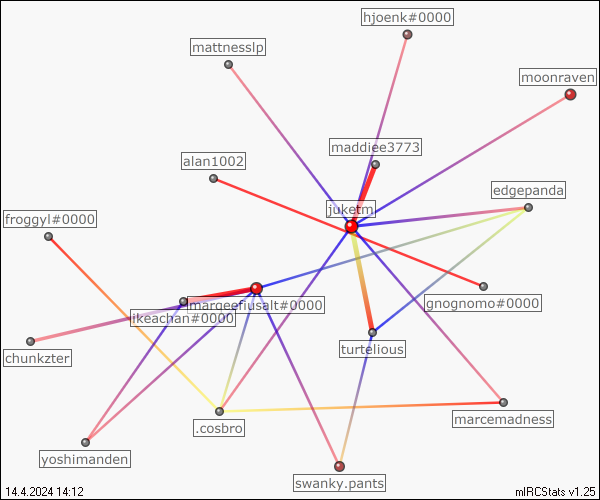 hjoenk#0000
mattnesslp
moonraven
maddiee3773
alan1002
edgepanda
juketm
froggyl#0000
margeefiusalt#0000
gnognomo#0000
ikeachan#0000
turtelious
chunkzter
marcemadness
.cosbro
yoshimanden
swanky.pants
14.4.2024 14:12
mIRCStats v1.25